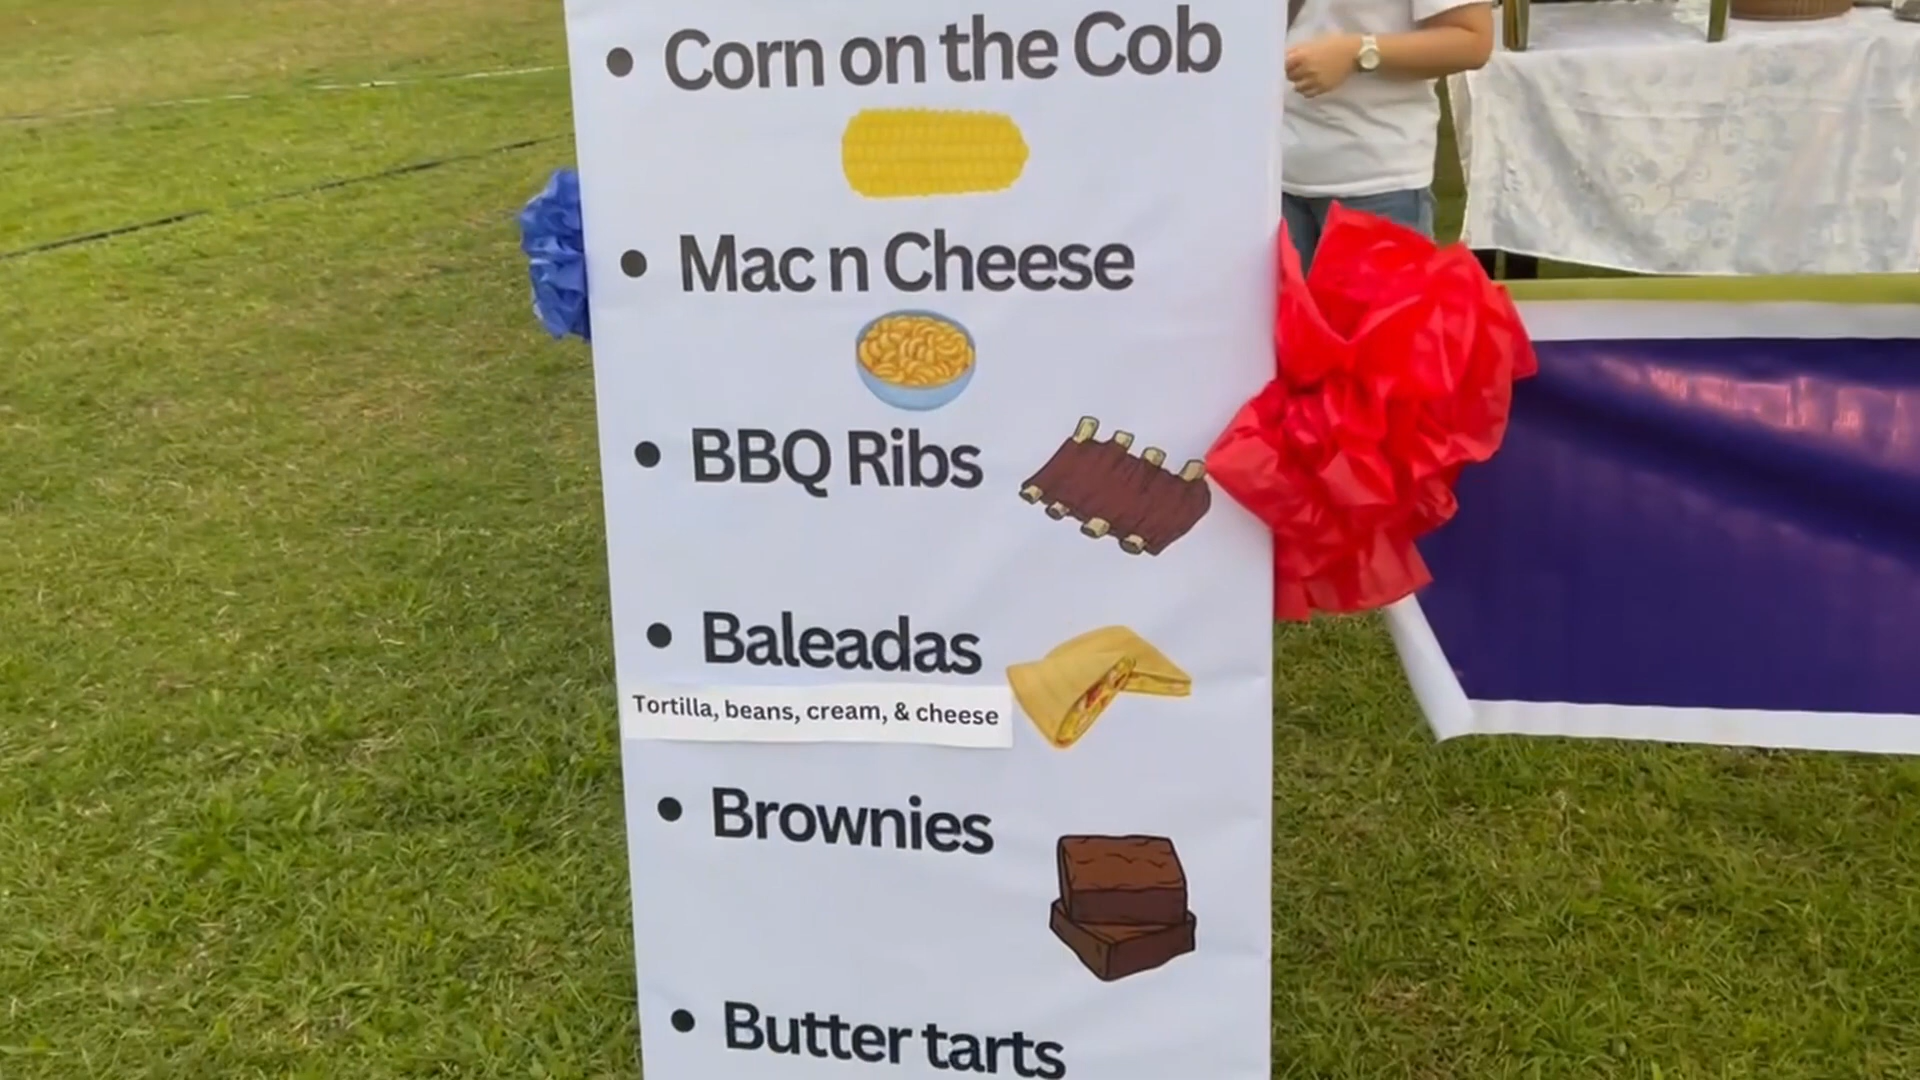 • Corn on the Cob
• Mac n Cheese
• BBQ Ribs
• Baleadas
Tortilla, beans, cream, & cheese
• Brownies
• Butter tarts